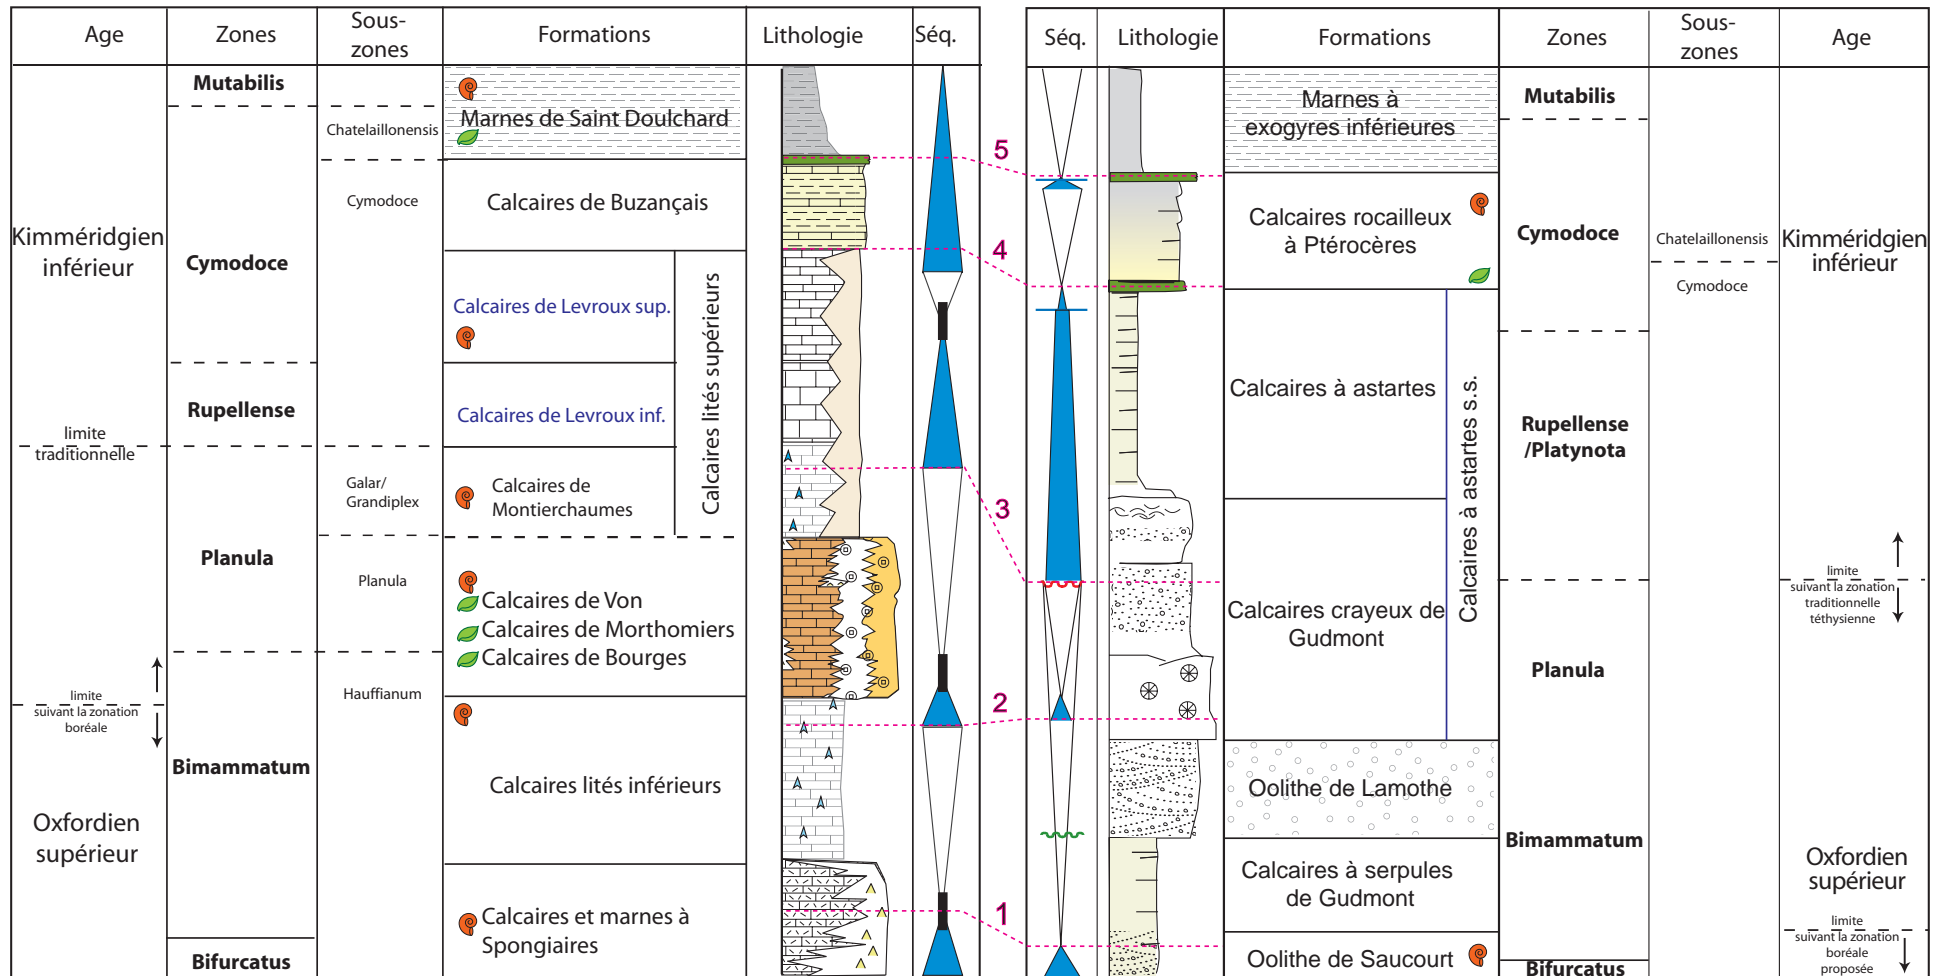 Age
Zones
Sous-
zones
Formations
Lithologie
Séq.
Séq.
Lithologie
Formations
Zones
Sous-
zones
Age
Kimméridgien
inférieur
limite
traditionnelle
limite
suivant la zonation
boréale
Oxfordien
supérieur
Mutabilis
Cymodoce
Rupellense
Planula
Bimammatum
Bifurcatus
Chatelaillonensis
Cymodoce
Galar/
Grandiplex
Planula
Hauffianum
Marnes de Saint Doulchard
Calcaires de Buzançais
Calcaires de Levroux sup.
Calcaires de Levroux inf.
Calcaires de
Montierchaumes
Calcaires lités supérieurs
Calcaires de Von
Calcaires de Morthomiers
Calcaires de Bourges
Calcaires lités inférieurs
Calcaires et marnes à
Spongiaires
5
4
3
2
1
Marnes à
exogyres inférieures
Calcaires rocailleux
à Ptérocères
Calcaires à astartes
Calcaires crayeux de
Gudmont
Calcaires à astartes s.s.
Oolithe de Lamothe
Calcaires à serpules
de Gudmont
Oolithe de Saucourt
Mutabilis
Cymodoce
Rupellense
/Platynota
Planula
Bimammatum
Bifurcatus
Chatelaillonensis
Cymodoce
Kimméridgien
inférieur
limite
suivant la zonation
traditionnelle
téthysienne
Oxfordien
supérieur
limite
suivant la zonation
boréale
proposée